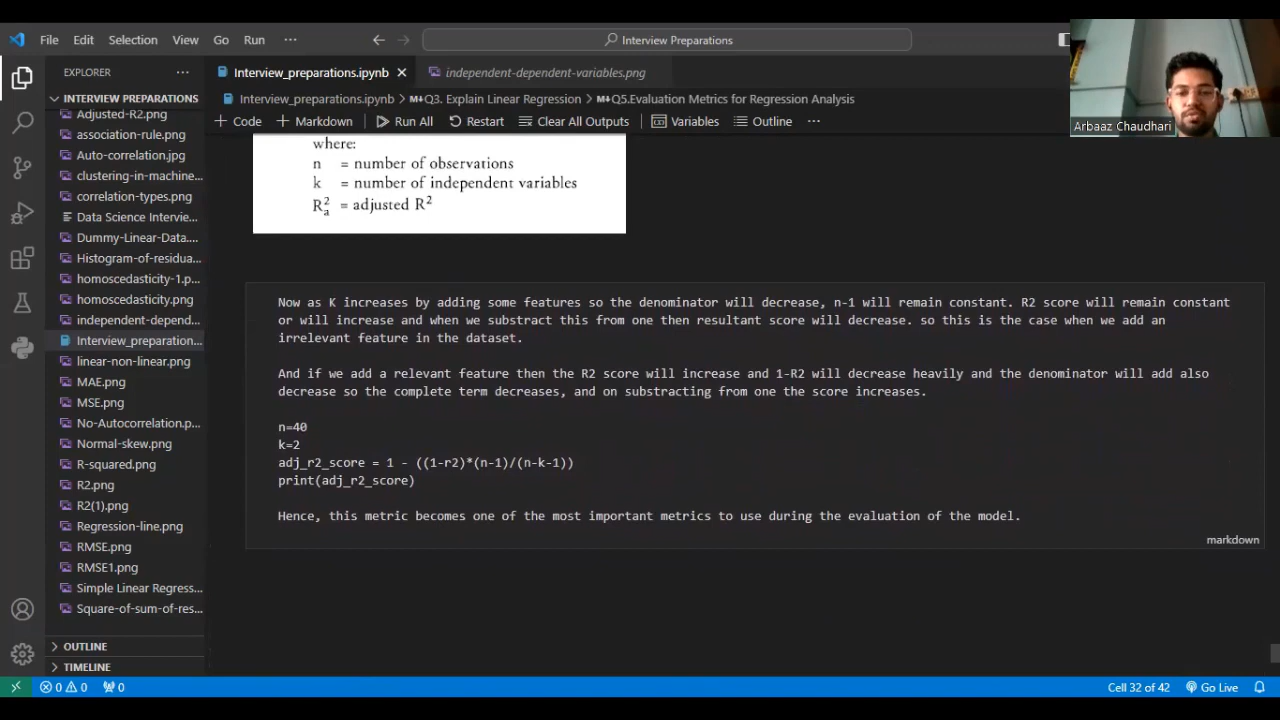 File Edit Selection View Go Run ···
Interview Preparations
EXPLORER ···
Interview_preparations.ipynb
independent-dependent-variables.png
INTERVIEW PREPARATIONS
Interview_preparations.ipynb > M↓Q3. Explain Linear Regression > M↓Q5.Evaluation Metrics for Regression Analysis
+ Code + Markdown Run All Restart Clear All Outputs Variables Outline ···
Arbaaz Chaudhari
Adjusted-R2.png
association-rule.png
Auto-correlation.jpg
clustering-in-machine...
correlation-types.png
Data Science Intervie...
Dummy-Linear-Data....
Histogram-of-residua...
homoscedasticity-1.p...
homoscedasticity.png
independent-depend...
Interview_preparation...
linear-non-linear.png
MAE.png
MSE.png
No-Autocorrelation.p...
Normal-skew.png
R-squared.png
R2.png
R2(1).png
Regression-line.png
RMSE.png
RMSE1.png
Simple Linear Regress...
Square-of-sum-of-res...
OUTLINE
TIMELINE
where:
n = number of observations
k = number of independent variables
R²ₐ = adjusted R²
Now as K increases by adding some features so the denominator will decrease, n-1 will remain constant. R2 score will remain constant
or will increase and when we substract this from one then resultant score will decrease. so this is the case when we add an
irrelevant feature in the dataset.
And if we add a relevant feature then the R2 score will increase and 1-R2 will decrease heavily and the denominator will add also
decrease so the complete term decreases, and on substracting from one the score increases.
n=40
k=2
adj_r2_score = 1 - ((1-r2)*(n-1)/(n-k-1))
print(adj_r2_score)
Hence, this metric becomes one of the most important metrics to use during the evaluation of the model.
markdown
0 0 0
Cell 32 of 42 Go Live